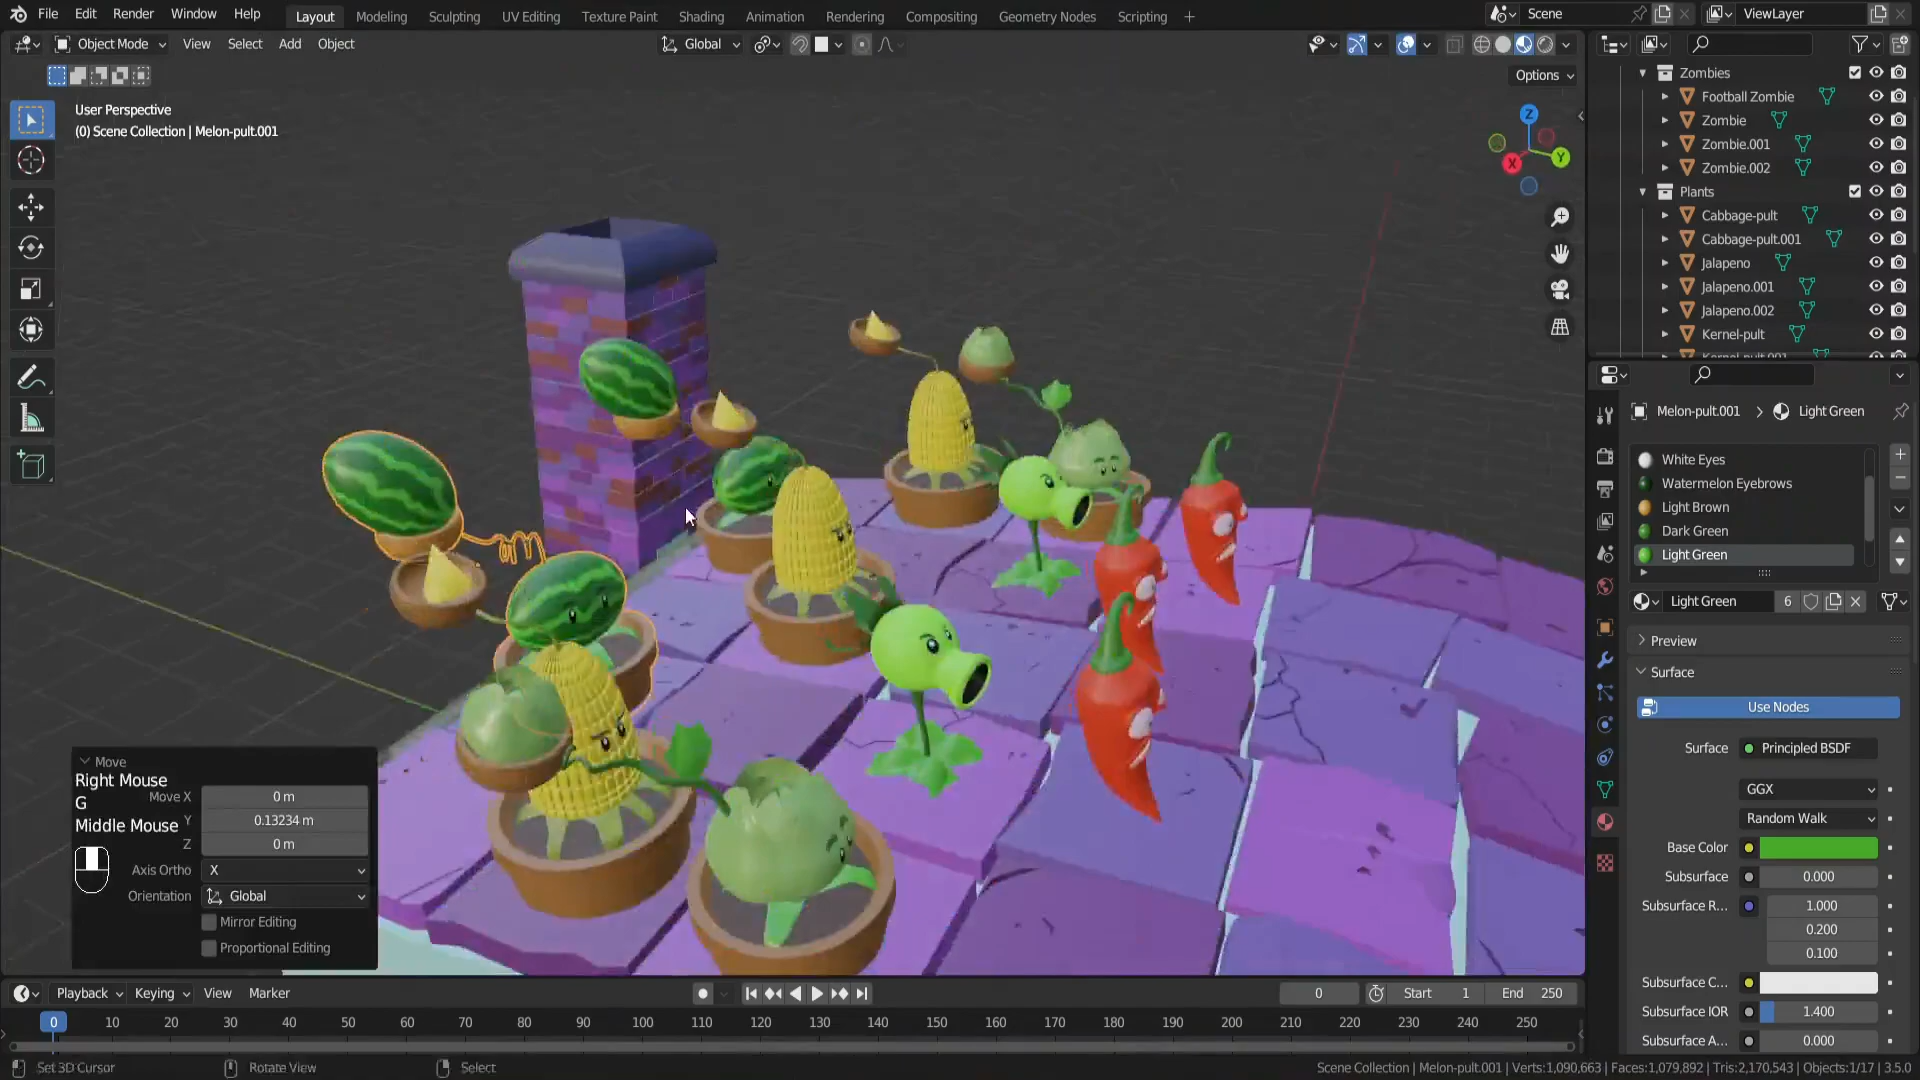 File Edit Render Window Help Layout Modeling Sculpting UV Editing Texture Paint Shading Animation Rendering Compositing Geometry Nodes Scripting + Scene ViewLayer
Object Mode View Select Add Object Global
Options
User Perspective
(0) Scene Collection | Melon-pult.001
Z
Y
X
Zombies
Football Zombie
Zombie
Zombie.001
Zombie.002
Plants
Cabbage-pult
Cabbage-pult.001
Jalapeno
Jalapeno.001
Jalapeno.002
Kernel-pult
Kernel-pult.001
Melon-pult.001 > Light Green
White Eyes
Watermelon Eyebrows
Light Brown
Dark Green
Light Green
Light Green 6
Preview
Surface
Use Nodes
Surface Principled BSDF
GGX
Random Walk
Base Color
Subsurface 0.000
Subsurface R... 1.000
0.200
0.100
Subsurface C...
Subsurface IOR 1.400
Subsurface A... 0.000
Move
Right Mouse
Move X 0 m
G
Middle Mouse Y 0.13234 m
Z 0 m
Axis Ortho X
Orientation Global
Mirror Editing
Proportional Editing
Playback Keying View Marker 0 Start 1 End 250
0 10 20 30 40 50 60 70 80 90 100 110 120 130 140 150 160 170 180 190 200 210 220 230 240 250
Set 3D Cursor Rotate View Select Scene Collection | Melon-pult.001 | Verts:1,090,663 | Faces:1,079,892 | Tris:2,170,543 | Objects:1/17 | 3.5.0